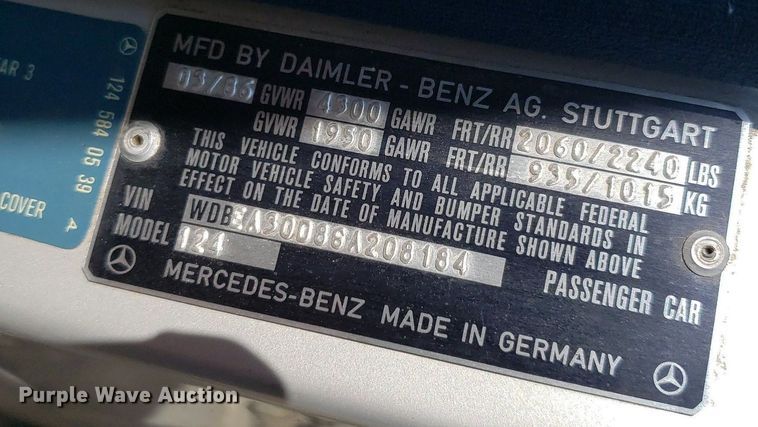 AR 3
124 584 05 39
COVER
4
MFD BY DAIMLER - BENZ AG. STUTTGART
03/86 GVWR 4300 GAWR FRT/RR 2060/2240 LBS
GVWR 1950 GAWR FRT/RR 935/1015 KG
THIS VEHICLE CONFORMS TO ALL APPLICABLE FEDERAL
MOTOR VEHICLE SAFETY AND BUMPER STANDARDS IN
EFFECT ON THE DATE OF MANUFACTURE SHOWN ABOVE
VIN WDBEA30D86A208184
MODEL 124
PASSENGER CAR
MERCEDES-BENZ MADE IN GERMANY
Purple Wave Auction